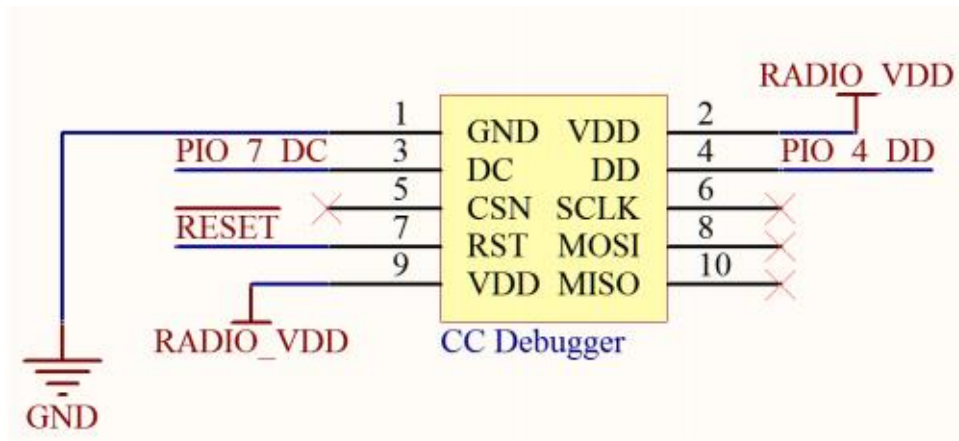 RADIO_VDD
1 GND VDD 2
PIO_7_DC 3 DC DD 4 PIO_4_DD
5 CSN SCLK 6
RESET 7 RST MOSI 8
9 VDD MISO 10
RADIO_VDD CC Debugger
GND